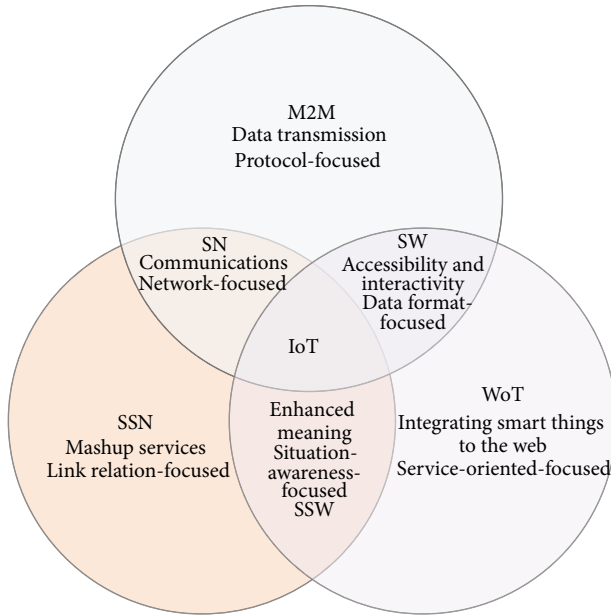 M2M
Data transmission
Protocol-focused
SN
Communications
Network-focused
SW
Accessibility and
interactivity
Data format-
focused
IoT
SSN
Mashup services
Link relation-focused
Enhanced
meaning
Situation-
awareness-
focused
SSW
WoT
Integrating smart things
to the web
Service-oriented-focused